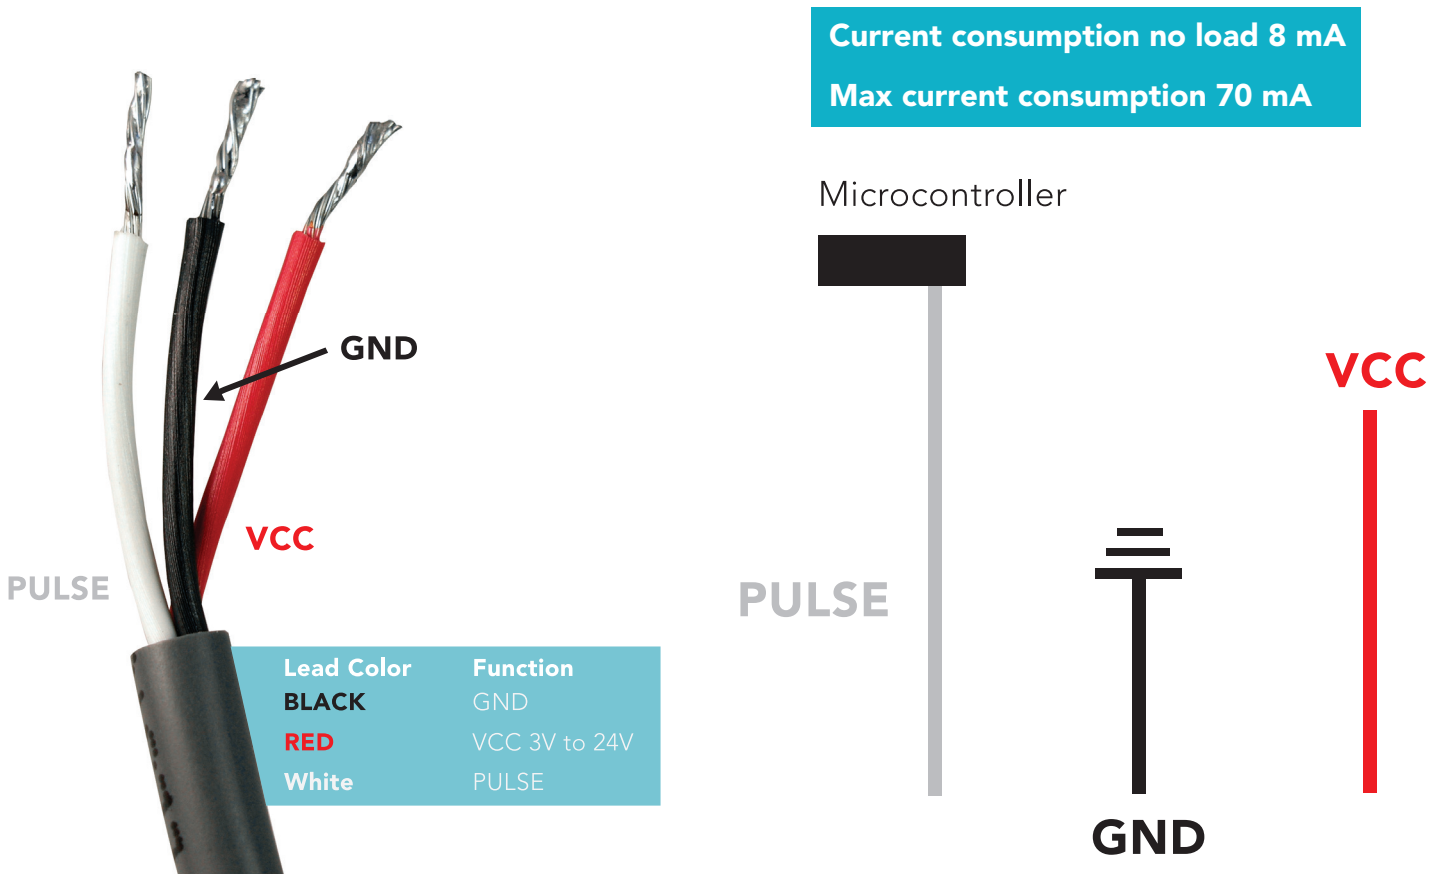 Current consumption no load 8 mA
Max current consumption 70 mA
Microcontroller
GND
VCC
VCC
PULSE
PULSE
Lead Color Function
BLACK GND
RED VCC 3V to 24V
White PULSE
GND